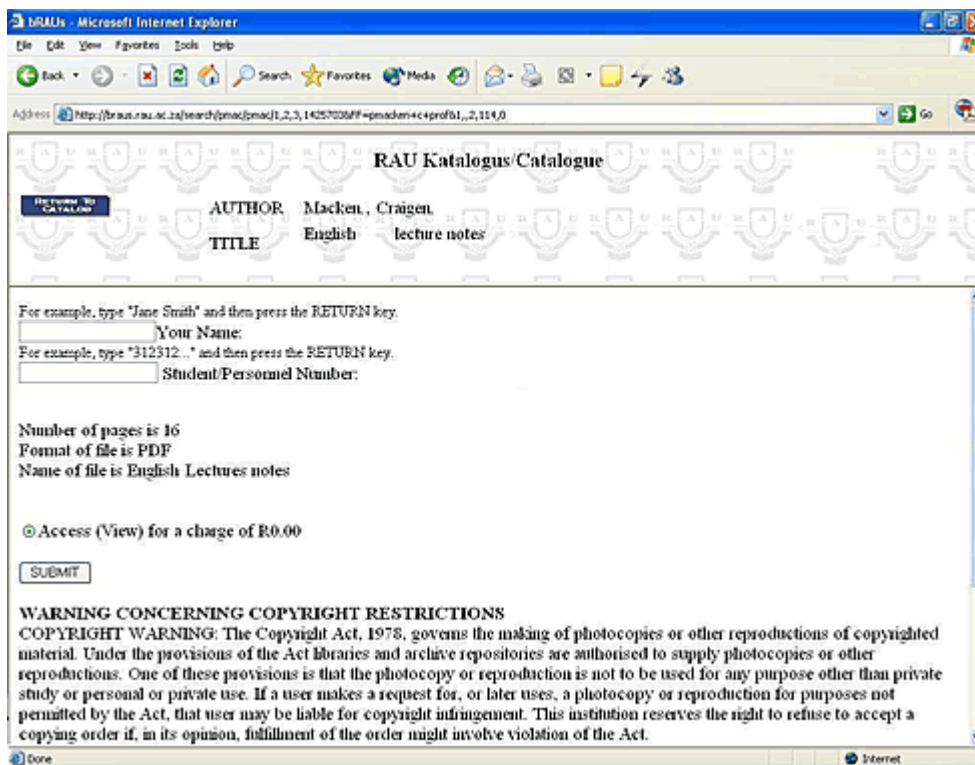 bRAUs - Microsoft Internet Explorer
File Edit View Favorites Tools Help
Back Search Favorites Media
Address http://braus.rau.ac.za/search/pmac/pmac/1,2,3,
Go
RAU Katalogus/Catalogue
RETURN TO
CATALOG
AUTHOR Macken,, Craigen,
TITLE English lecture notes
For example, type "Jane Smith" and then press the RETURN key.
Your Name:
For example, type "312312..." and then press the RETURN key.
Student/Personnel Number:
Number of pages is 16
Format of file is PDF
Name of file is English Lectures notes
Access (View) for a charge of R0.00
SUBMIT
WARNING CONCERNING COPYRIGHT RESTRICTIONS
COPYRIGHT WARNING: The Copyright Act, 1978, governs the making of photocopies or other reproductions of copyrighted
material. Under the provisions of the Act libraries and archive repositories are authorised to supply photocopies or other
reproductions. One of these provisions is that the photocopy or reproduction is not to be used for any purpose other than private
study or personal or private use. If a user makes a request for, or later uses, a photocopy or reproduction for purposes not
permitted by the Act, that user may be liable for copyright infringement. This institution reserves the right to refuse to accept a
copying order if, in its opinion, fulfillment of the order might involve violation of the Act.
Done Internet